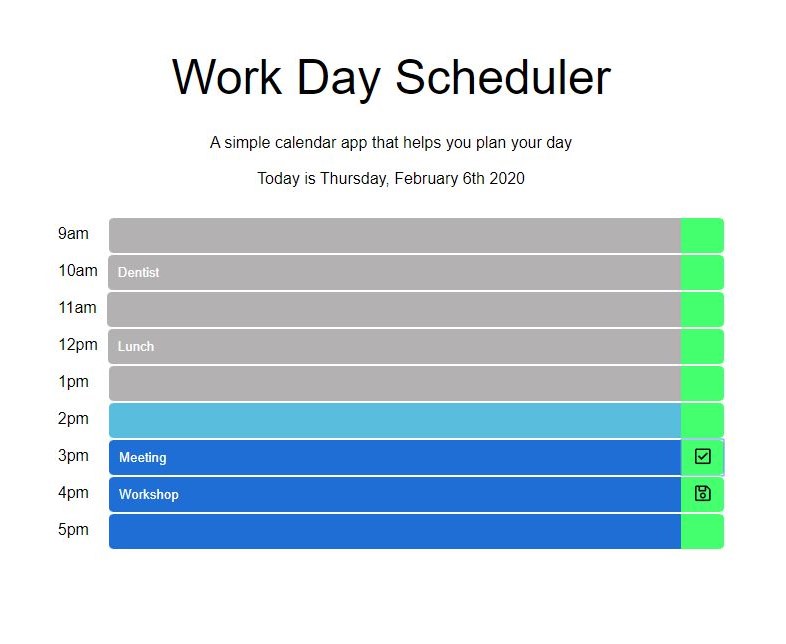 Work Day Scheduler
A simple calendar app that helps you plan your day
Today is Thursday, February 6th 2020
9am
10am Dentist
11am
12pm Lunch
1pm
2pm
3pm Meeting
4pm Workshop
5pm